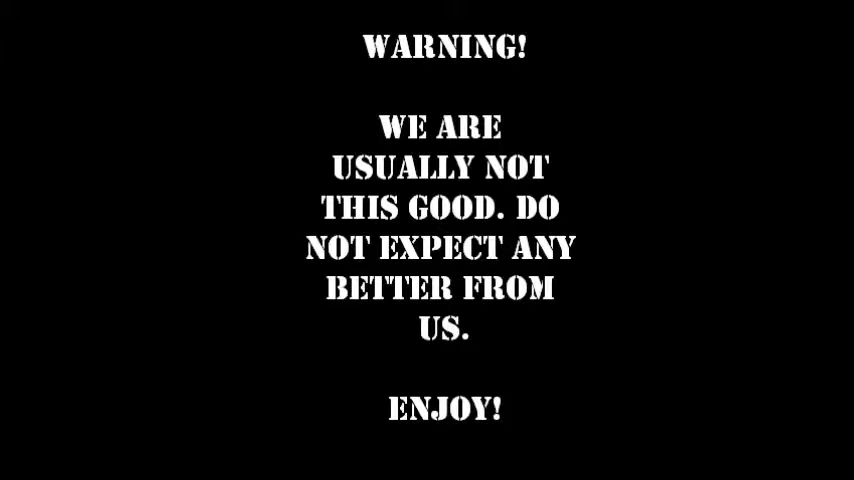 WARNING!
WE ARE
USUALLY NOT
THIS GOOD. DO
NOT EXPECT ANY
BETTER FROM
US.
ENJOY!